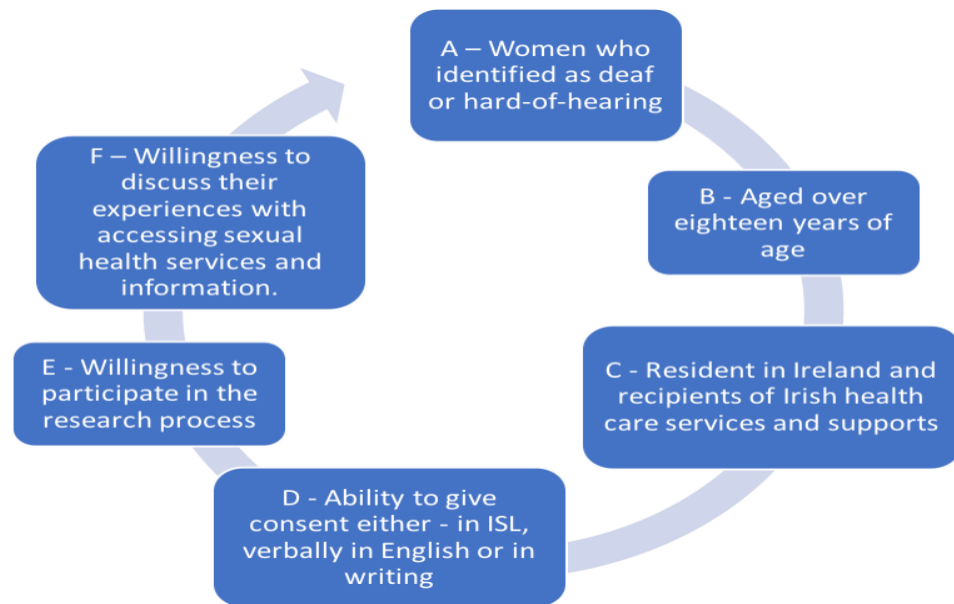 A – Women who
identified as deaf
or hard-of-hearing
B - Aged over
eighteen years of
age
C - Resident in Ireland and
recipients of Irish health
care services and supports
D - Ability to give
consent either - in ISL,
verbally in English or in
writing
E - Willingness to
participate in the
research process
F – Willingness to
discuss their
experiences with
accessing sexual
health services and
information.